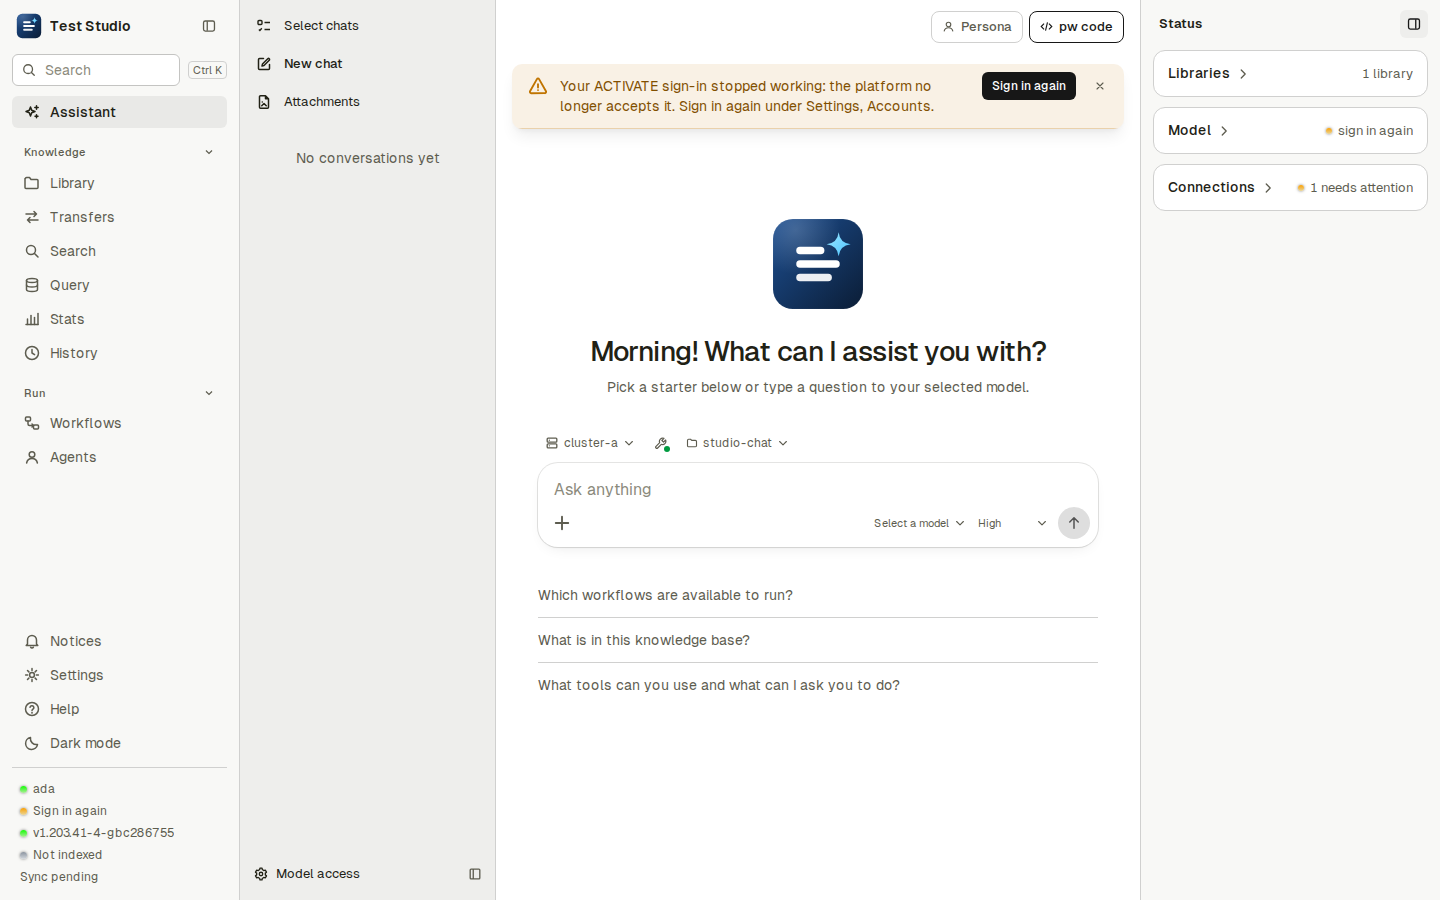 Test Studio
Search
Ctrl K
Assistant
Knowledge
Library
Transfers
Search
Query
Stats
History
Run
Workflows
Agents
Notices
Settings
Help
Dark mode
ada
Sign in again
v1.203.41-4-gbc286755
Not indexed
Sync pending
Select chats
New chat
Attachments
No conversations yet
Model access
Persona
pw code
Your ACTIVATE sign-in stopped working: the platform no
longer accepts it. Sign in again under Settings, Accounts.
Sign in again
Morning! What can I assist you with?
Pick a starter below or type a question to your selected model.
cluster-a
studio-chat
Ask anything
Select a model
High
Which workflows are available to run?
What is in this knowledge base?
What tools can you use and what can I ask you to do?
Status
Libraries
1 library
Model
sign in again
Connections
1 needs attention